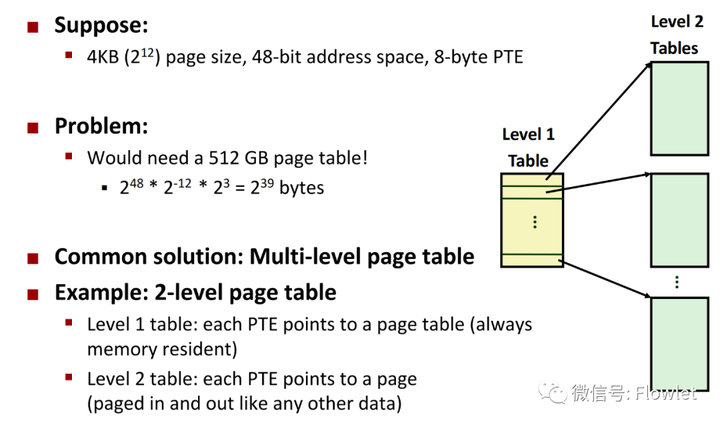 ■ Suppose:
▪ 4KB (2¹²) page size, 48-bit address space, 8-byte PTE
■ Problem:
▪ Would need a 512 GB page table!
▪ 2⁴⁸ * 2⁻¹² * 2³ = 2³⁹ bytes
■ Common solution: Multi-level page table
■ Example: 2-level page table
▪ Level 1 table: each PTE points to a page table (always
memory resident)
▪ Level 2 table: each PTE points to a page
(paged in and out like any other data)
Level 1
Table
⋮
Level 2
Tables
⋮
微信号: Flowlet